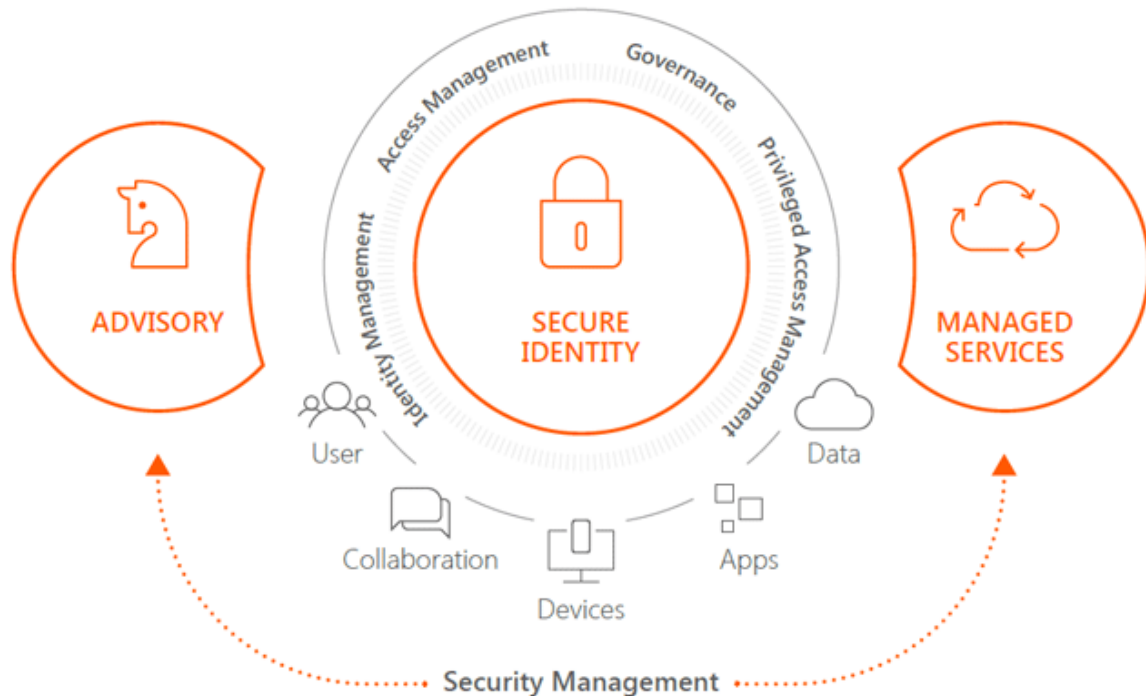 Access Management
Governance
Identity Management
Privileged Access Management
ADVISORY
SECURE
IDENTITY
MANAGED
SERVICES
User
Data
Collaboration
Apps
Devices
Security Management